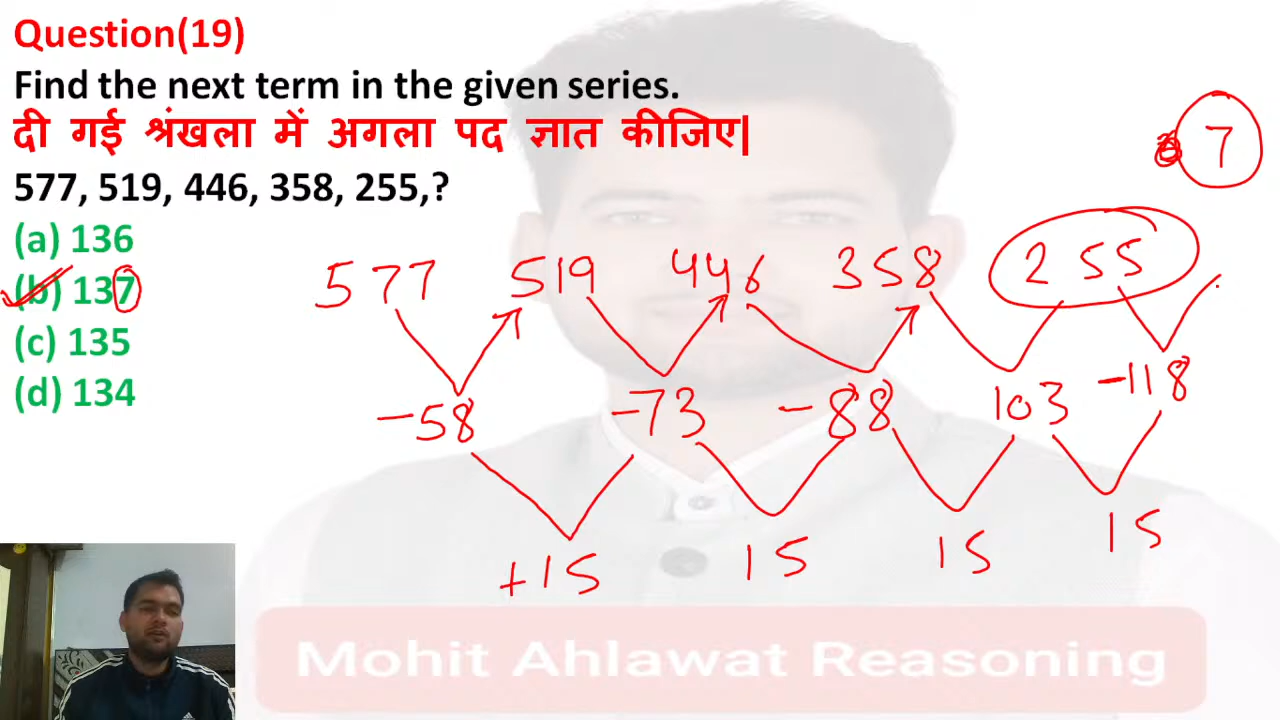 Question(19)
Find the next term in the given series.
दी गई श्रंखला में अगला पद ज्ञात कीजिए|
577, 519, 446, 358, 255,?
(a) 136
(b) 137
(c) 135
(d) 134
7
577 519 446 358 255
-58 -73 -88 103 -118
+15 15 15 15
Mohit Ahlawat Reasoning